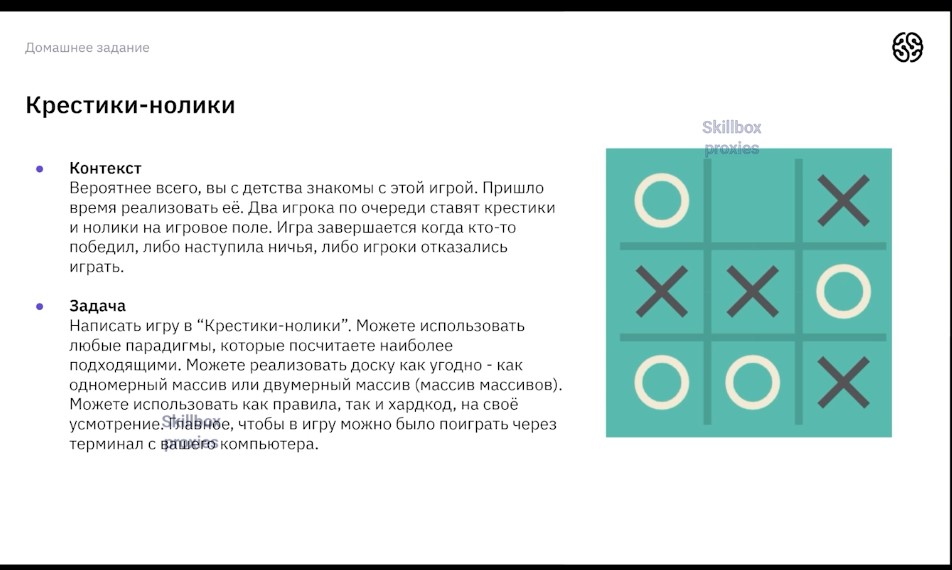 Домашнее задание
Крестики-нолики
Skillbox
proxies
Контекст
Вероятнее всего, вы с детства знакомы с этой игрой. Пришло
время реализовать её. Два игрока по очереди ставят крестики
и нолики на игровое поле. Игра завершается когда кто-то
победил, либо наступила ничья, либо игроки отказались
играть.
Задача
Написать игру в “Крестики-нолики”. Можете использовать
любые парадигмы, которые посчитаете наиболее
подходящими. Можете реализовать доску как угодно - как
одномерный массив или двумерный массив (массив массивов).
Можете использовать как правила, так и хардкод, на своё
усмотрение. Главное, чтобы в игру можно было поиграть через
терминал с вашего компьютера.
Skillbox
proxies